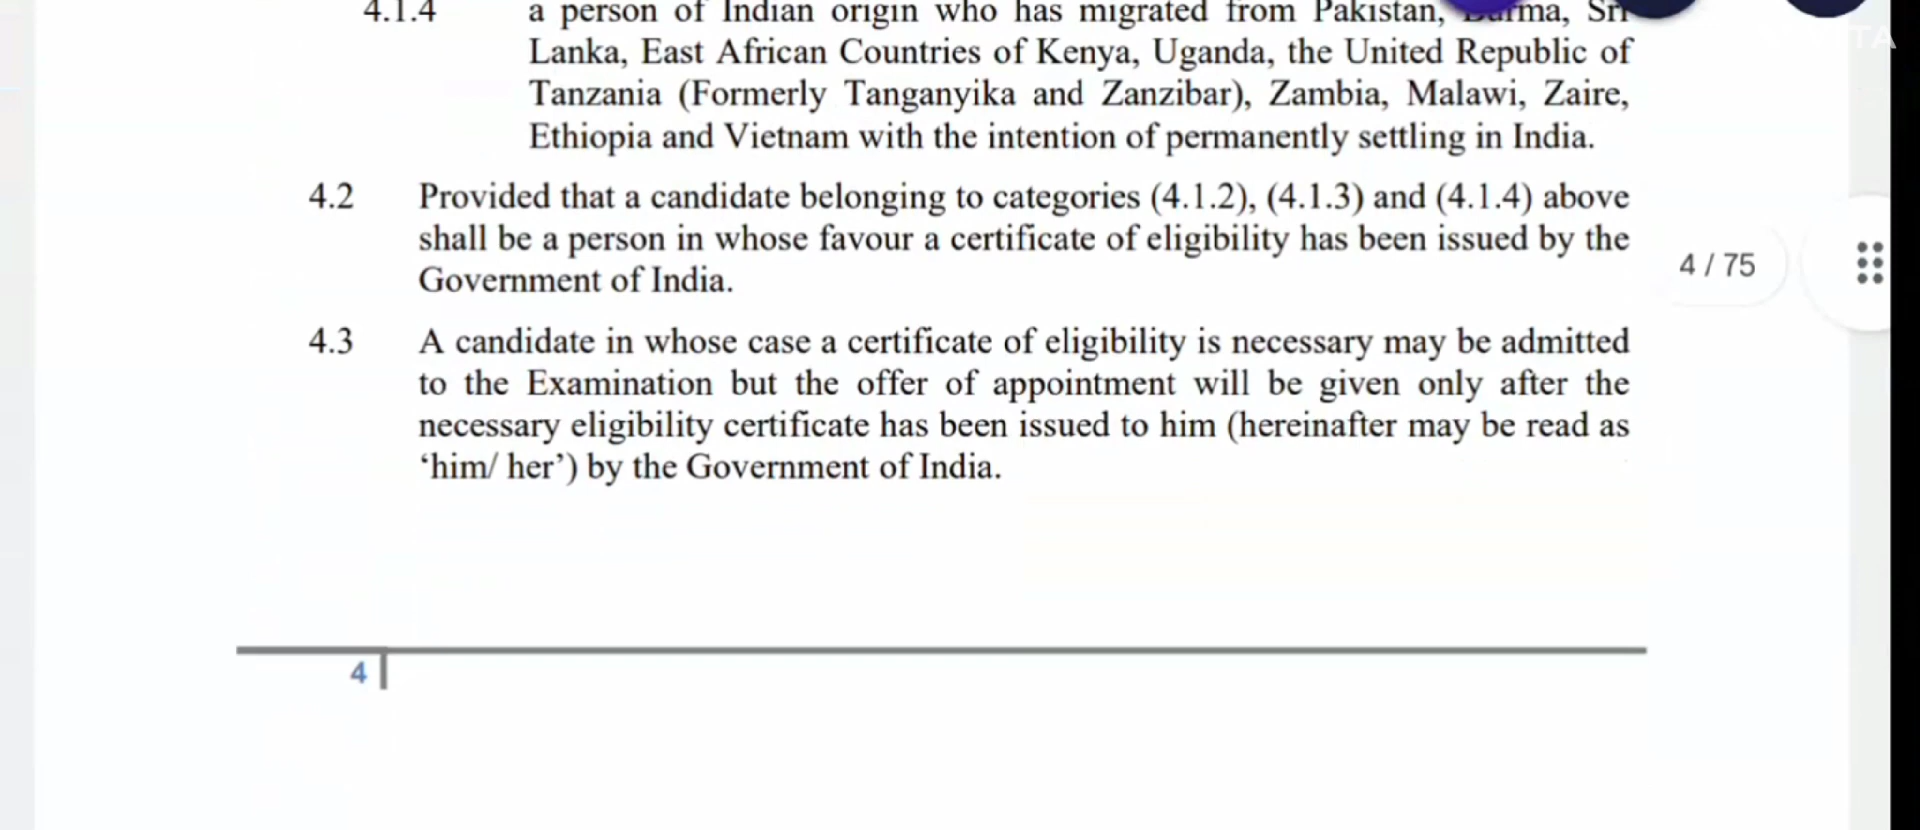 4.1.4 a person of Indian origin who has migrated from Pakistan, Burma, Sri
Lanka, East African Countries of Kenya, Uganda, the United Republic of
Tanzania (Formerly Tanganyika and Zanzibar), Zambia, Malawi, Zaire,
Ethiopia and Vietnam with the intention of permanently settling in India.
4.2 Provided that a candidate belonging to categories (4.1.2), (4.1.3) and (4.1.4) above
shall be a person in whose favour a certificate of eligibility has been issued by the
Government of India.
4 / 75
4.3 A candidate in whose case a certificate of eligibility is necessary may be admitted
to the Examination but the offer of appointment will be given only after the
necessary eligibility certificate has been issued to him (hereinafter may be read as
‘him/ her’) by the Government of India.
4